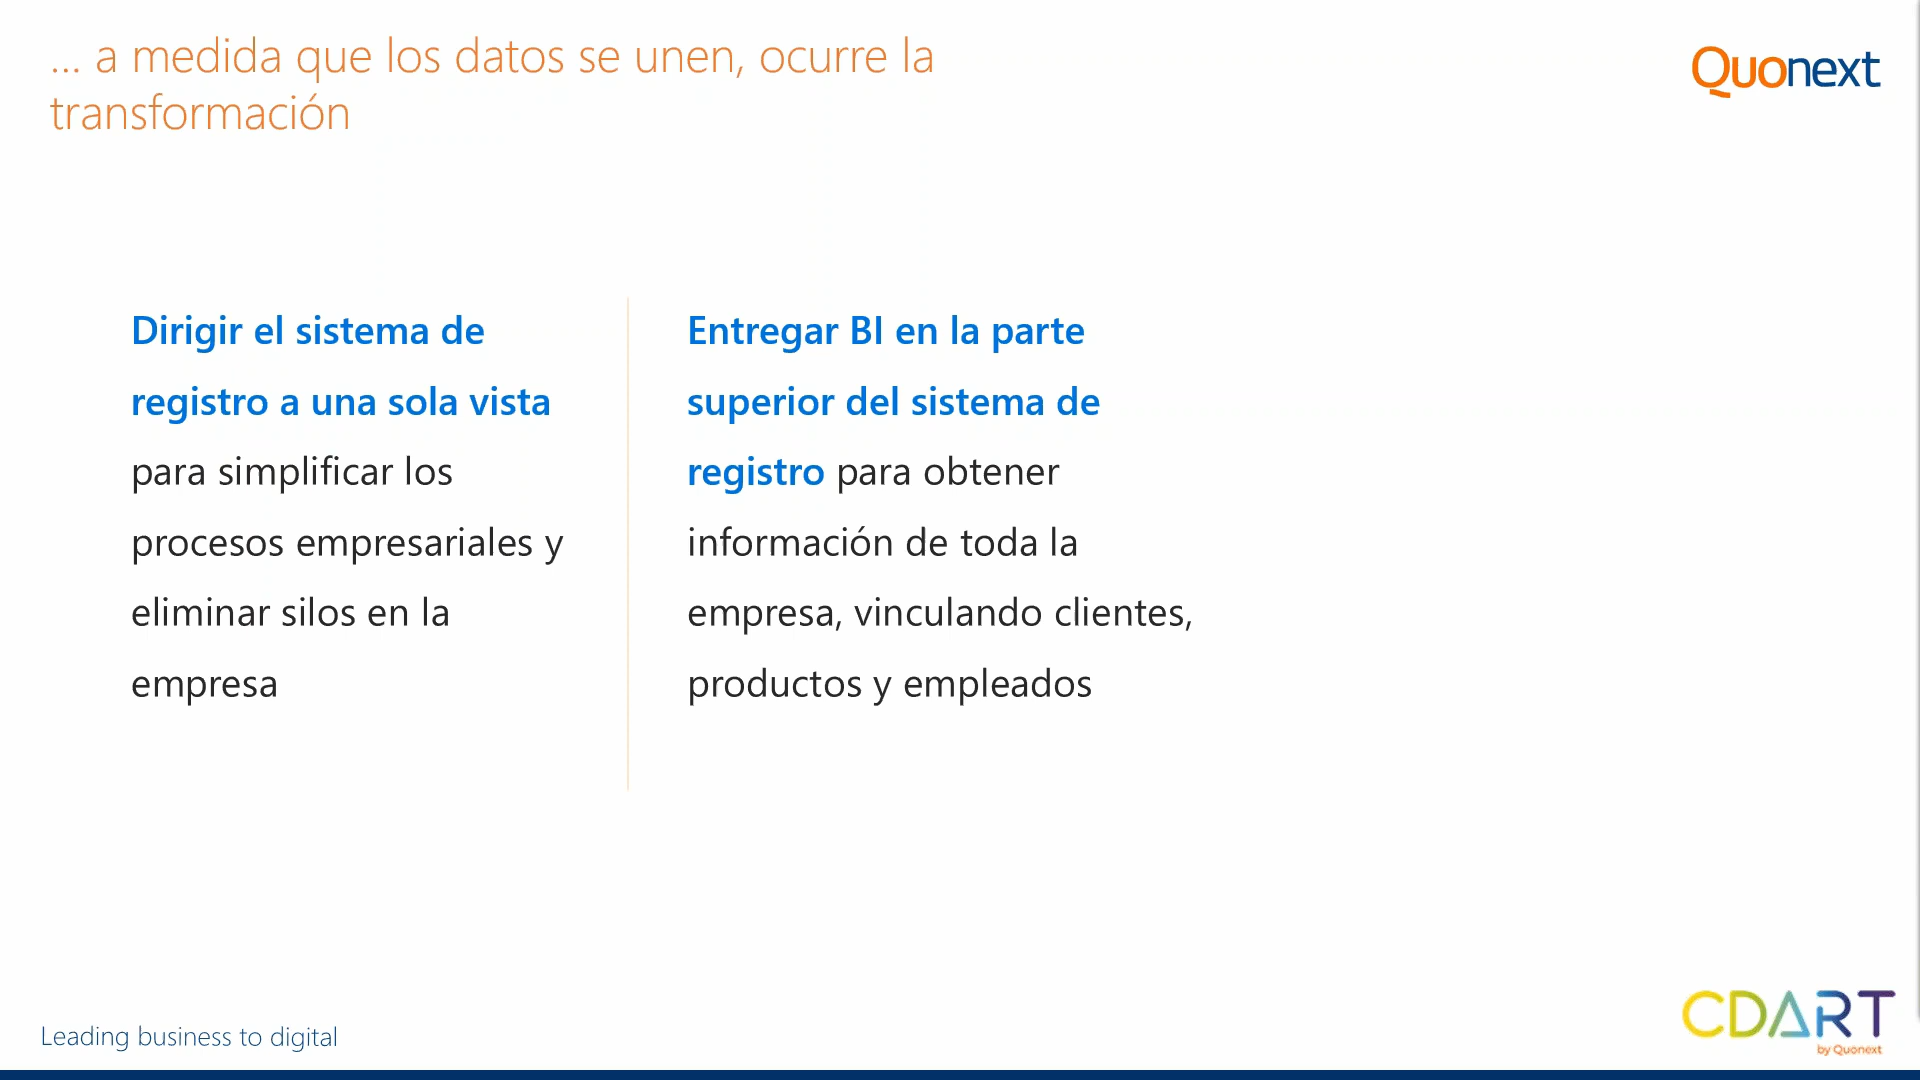 ... a medida que los datos se unen, ocurre la
transformación
Quonext
Dirigir el sistema de
registro a una sola vista
para simplificar los
procesos empresariales y
eliminar silos en la
empresa
Entregar BI en la parte
superior del sistema de
registro para obtener
información de toda la
empresa, vinculando clientes,
productos y empleados
Leading business to digital
CDART
by Quonext